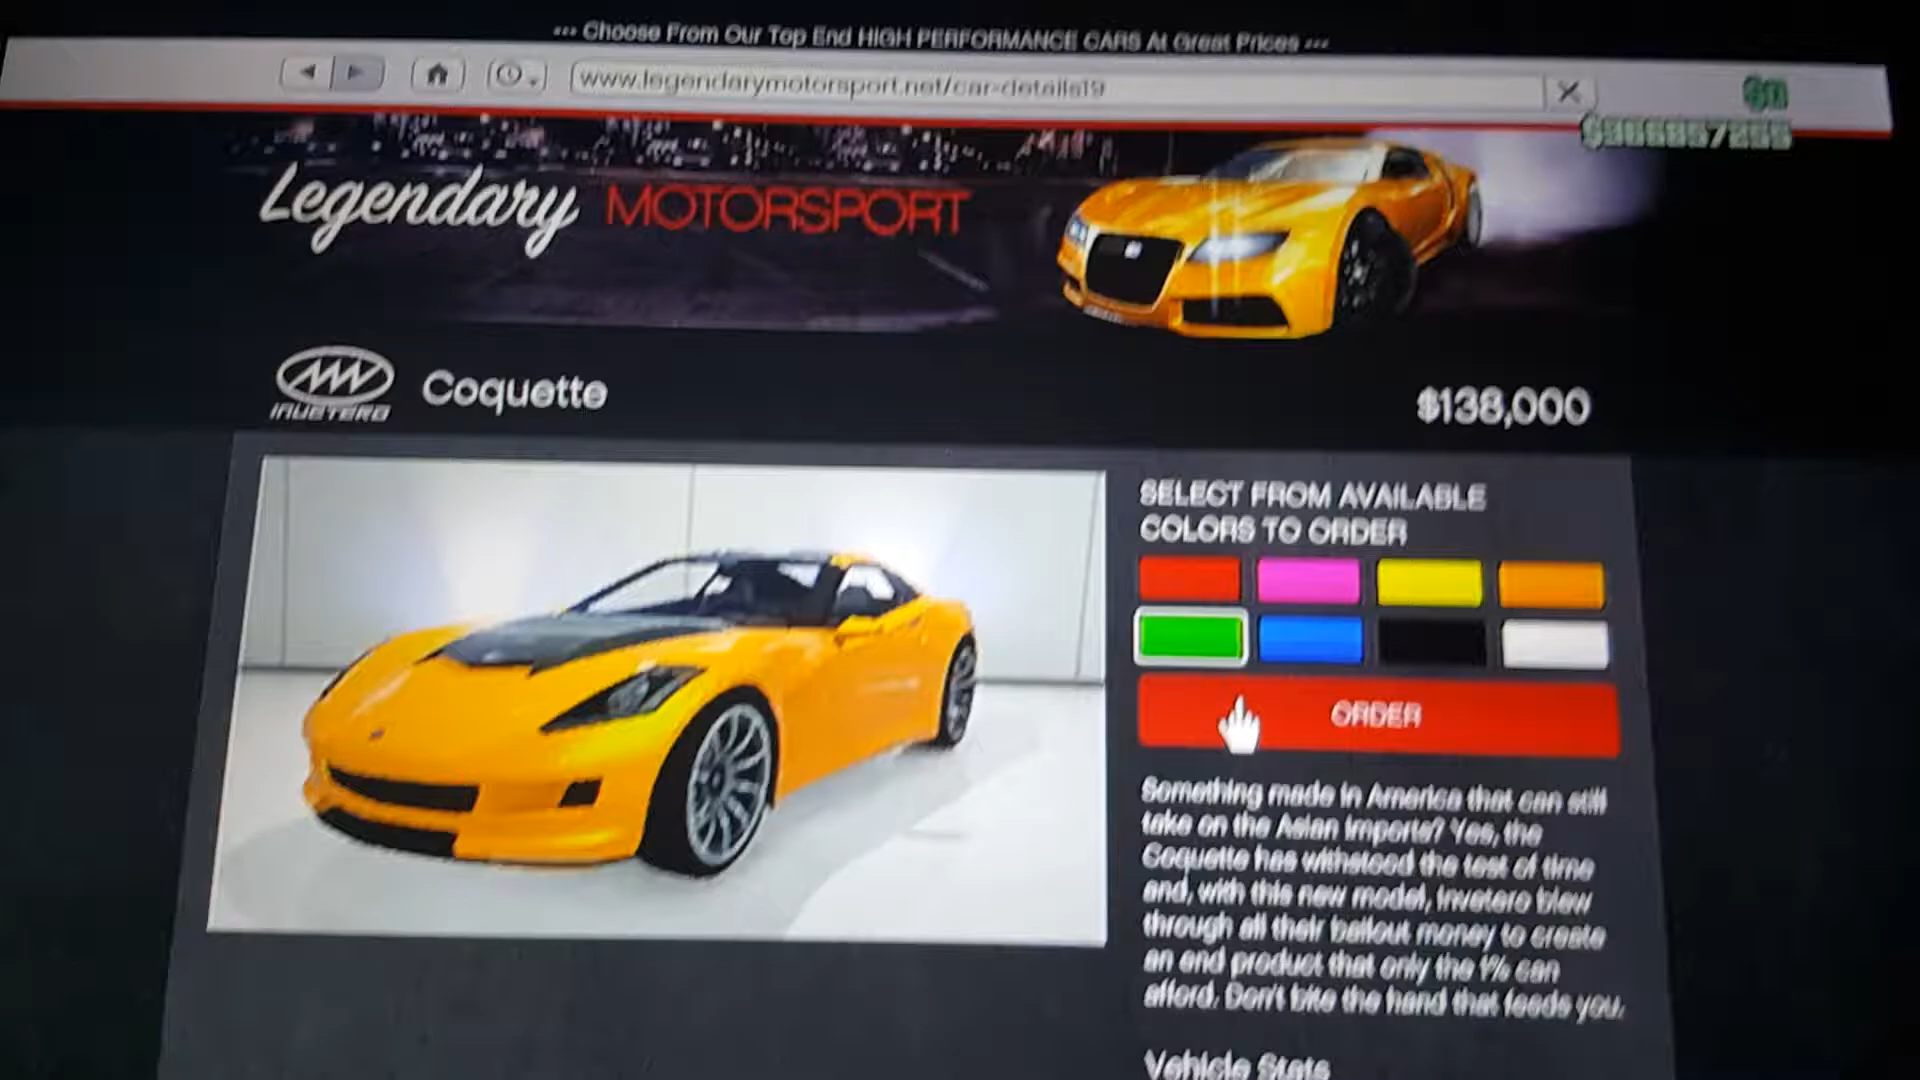 --- Choose From Our Top End HIGH PERFORMANCE CARS At Great Prices ---
www.legendarymotorsport.net/car-details19
$0
Legendary MOTORSPORT
INVETERO
Coquette
$138,000
SELECT FROM AVAILABLE
COLORS TO ORDER
ORDER
Something made in America that can still
take on the Asian imports? Yes, the
Coquette has withstood the test of time
and, with this new model, Invetero blew
through all their bailout money to create
an end product that only the 1% can
afford. Don't bite the hand that feeds you.
Vehicle Stats